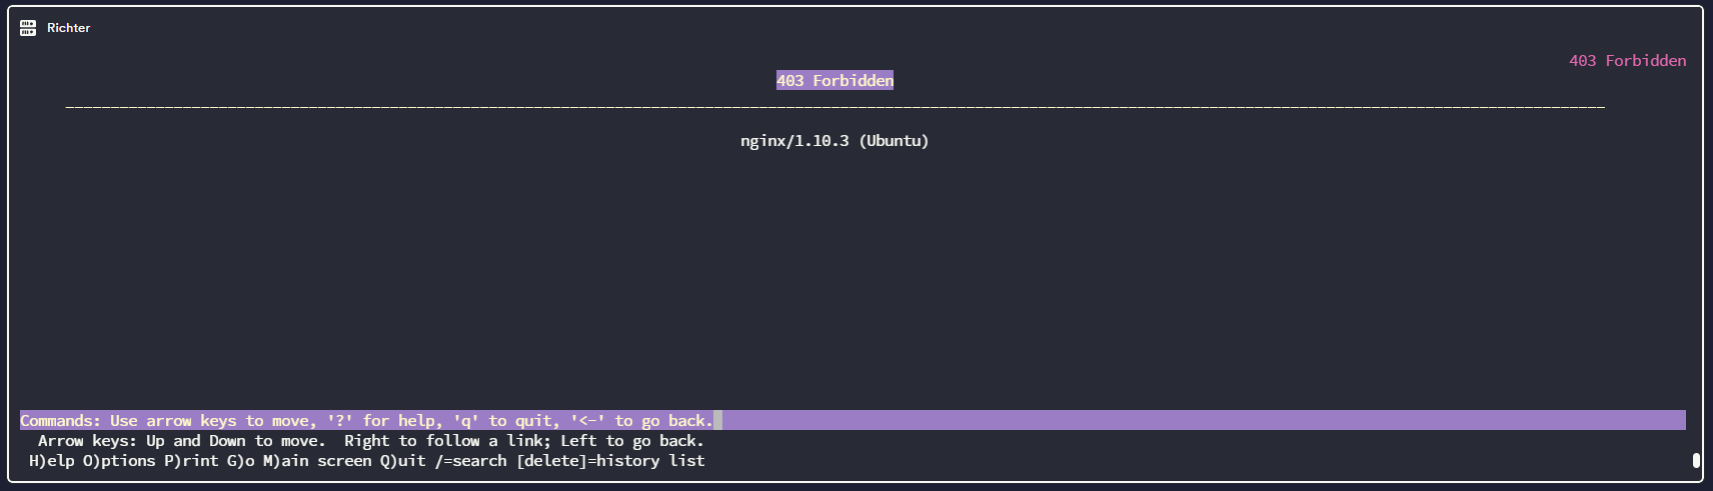 Richter
403 Forbidden
403 Forbidden
nginx/1.10.3 (Ubuntu)
Commands: Use arrow keys to move, '?' for help, 'q' to quit, '<-' to go back.
Arrow keys: Up and Down to move.  Right to follow a link; Left to go back.
H)elp O)ptions P)rint G)o M)ain screen Q)uit /=search [delete]=history list